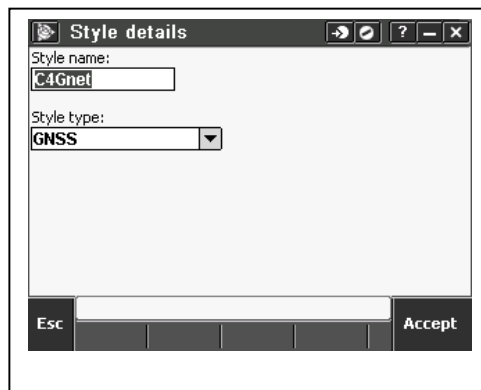 Style details
?
Style name:
C4Gnet
Style type:
GNSS
Esc
Accept